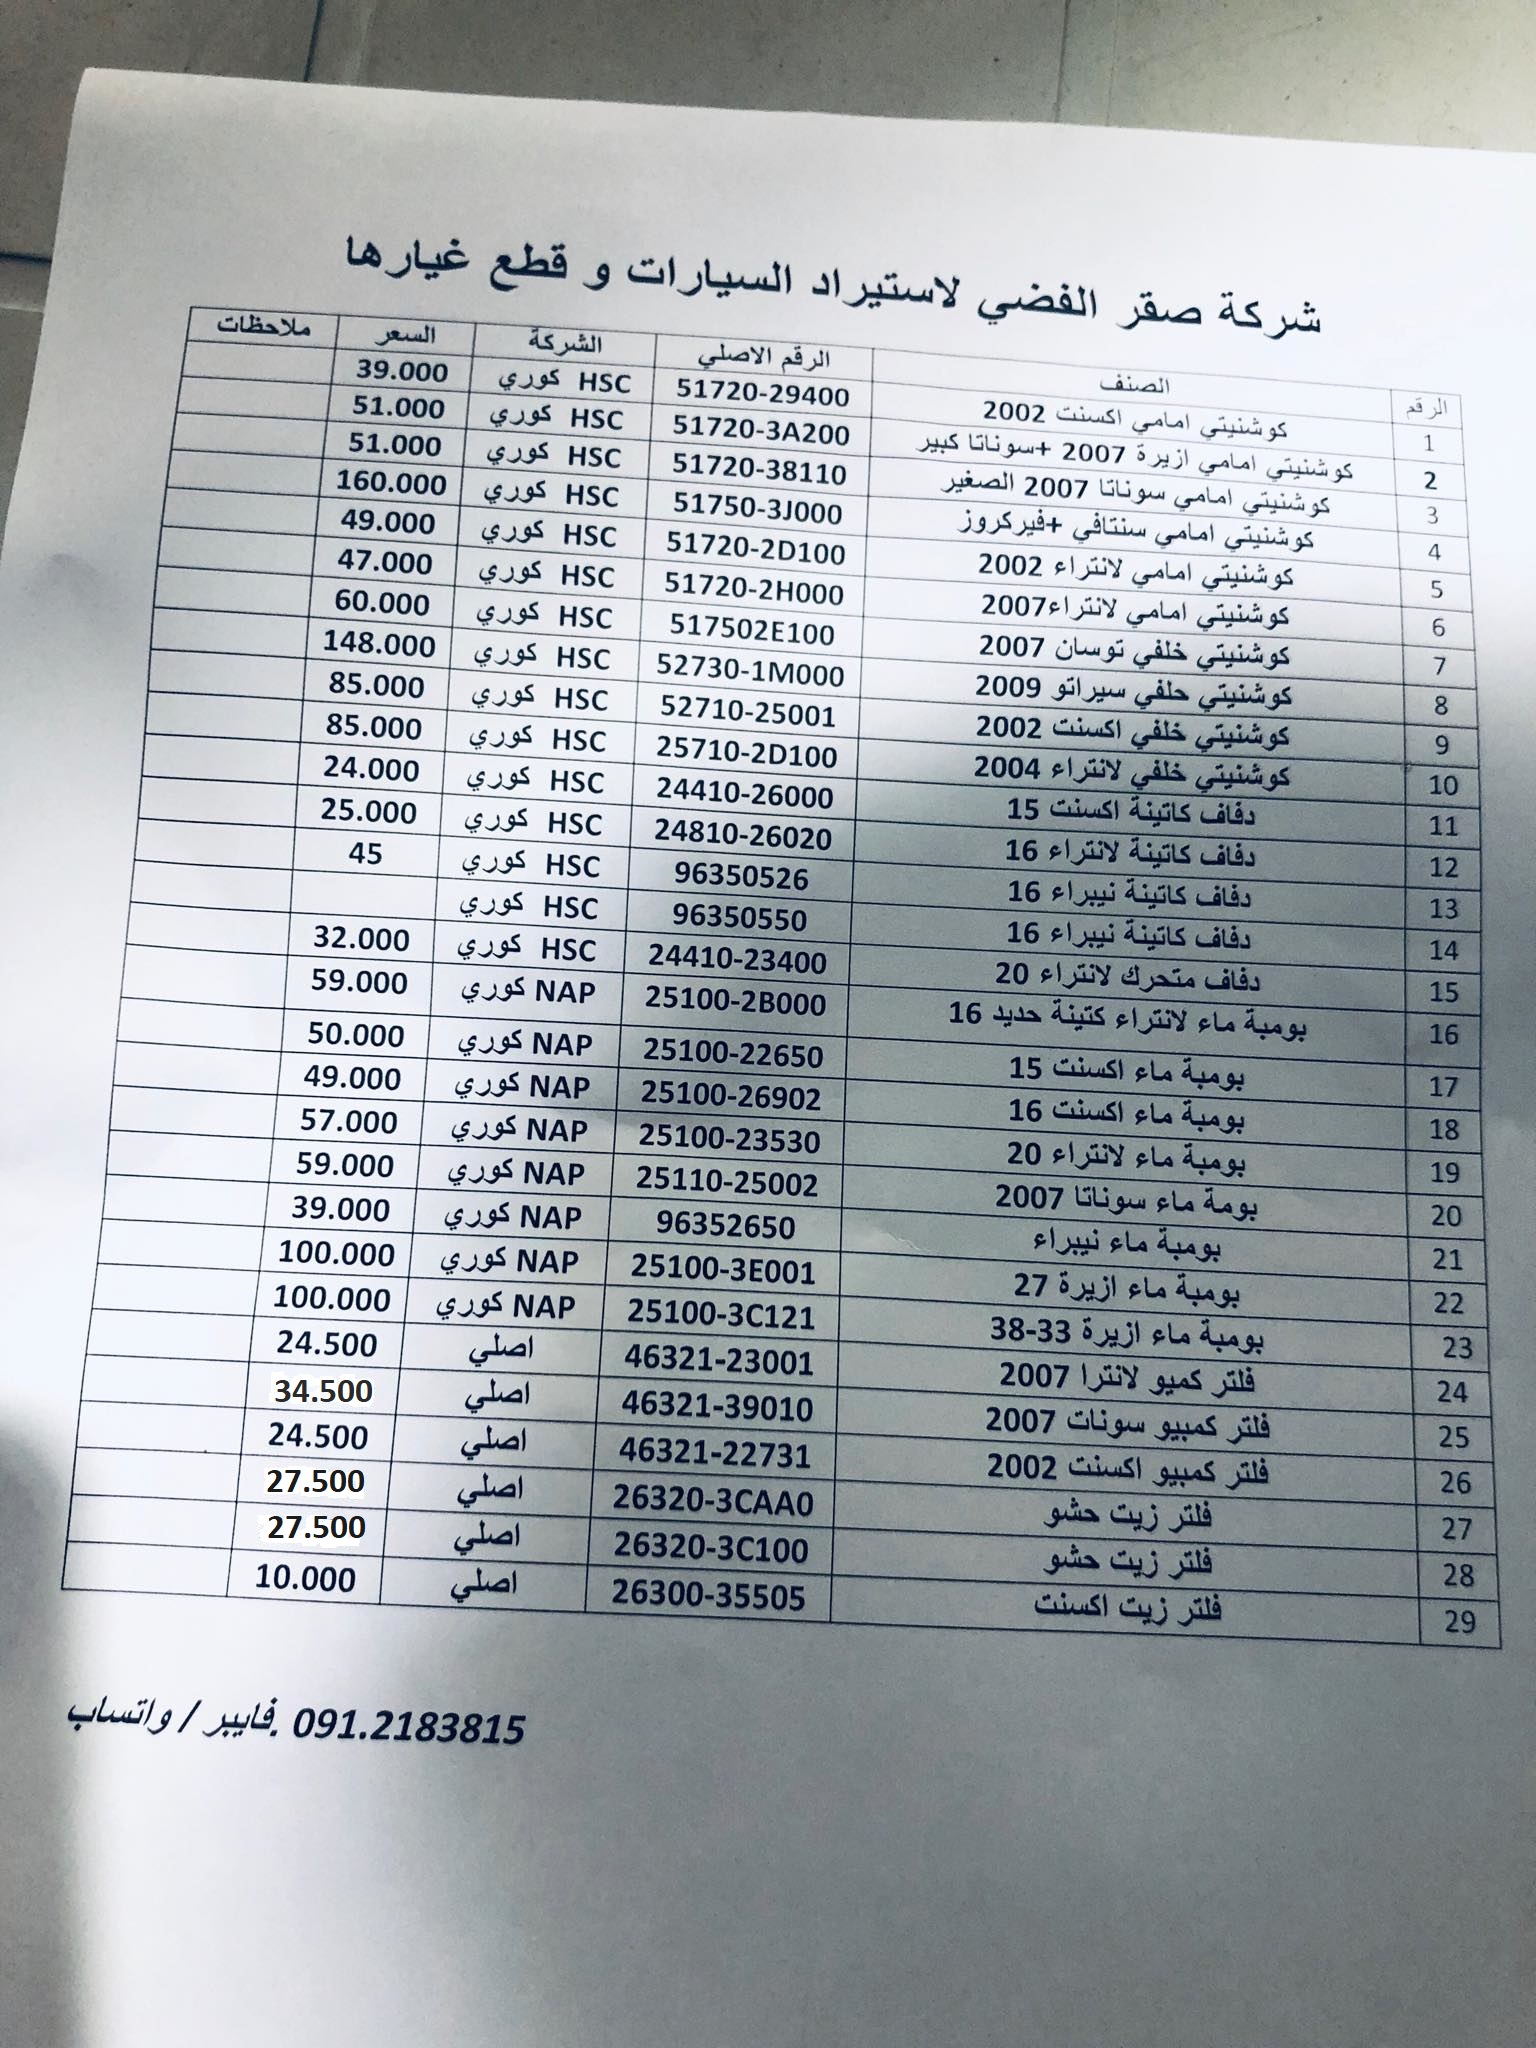 شركة صقر الفضي لاستيراد السيارات و قطع غيارها
الرقم الصنف الرقم الاصلي الشركة السعر ملاحظات
1 كوشنيتي امامي اكسنت 2002 51720-29400 HSC كوري 39.000
2 كوشنيتي امامي ازيرة 2007 +سوناتا كبير 51720-3A200 HSC كوري 51.000
3 كوشنيتي امامي سوناتا 2007 الصغير 51720-38110 HSC كوري 51.000
4 كوشنيتي امامي سنتافي +فيركروز 51750-3J000 HSC كوري 160.000
5 كوشنيتي امامي لانتراء 2002 51720-2D100 HSC كوري 49.000
6 كوشنيتي امامي لانتراء2007 51720-2H000 HSC كوري 47.000
7 كوشنيتي خلفي توسان 2007 517502E100 HSC كوري 60.000
8 كوشنيتي حلفي سيراتو 2009 52730-1M000 HSC كوري 148.000
9 كوشنيتي خلفي اكسنت 2002 52710-25001 HSC كوري 85.000
10 كوشنيتي خلفي لانتراء 2004 25710-2D100 HSC كوري 85.000
11 دفاف كاتينة اكسنت 15 24410-26000 HSC كوري 24.000
12 دفاف كاتينة لانتراء 16 24810-26020 HSC كوري 25.000
13 دفاف كاتينة نيبراء 16 96350526 HSC كوري 45
14 دفاف كاتينة نيبراء 16 96350550 HSC كوري
15 دفاف متحرك لانتراء 20 24410-23400 HSC كوري 32.000
16 بومبة ماء لانتراء كتينة حديد 16 25100-2B000 NAP كوري 59.000
17 بومبة ماء اكسنت 15 25100-22650 NAP كوري 50.000
18 بومبة ماء اكسنت 16 25100-26902 NAP كوري 49.000
19 بومبة ماء لانتراء 20 25100-23530 NAP كوري 57.000
20 بومة ماء سوناتا 2007 25110-25002 NAP كوري 59.000
21 بومبة ماء نيبراء 96352650 NAP كوري 39.000
22 بومبة ماء ازيرة 27 25100-3E001 NAP كوري 100.000
23 بومبة ماء ازيرة 33-38 25100-3C121 NAP كوري 100.000
24 فلتر كميو لانترا 2007 46321-23001 اصلي 24.500
25 فلتر كمبيو سونات 2007 46321-39010 اصلي 34.500
26 فلتر كمبيو اكسنت 2002 46321-22731 اصلي 24.500
27 فلتر زيت حشو 26320-3CAA0 اصلي 27.500
28 فلتر زيت حشو 26320-3C100 اصلي 27.500
29 فلتر زيت اكسنت 26300-35505 اصلي 10.000
091.2183815 .فايبر / واتساب